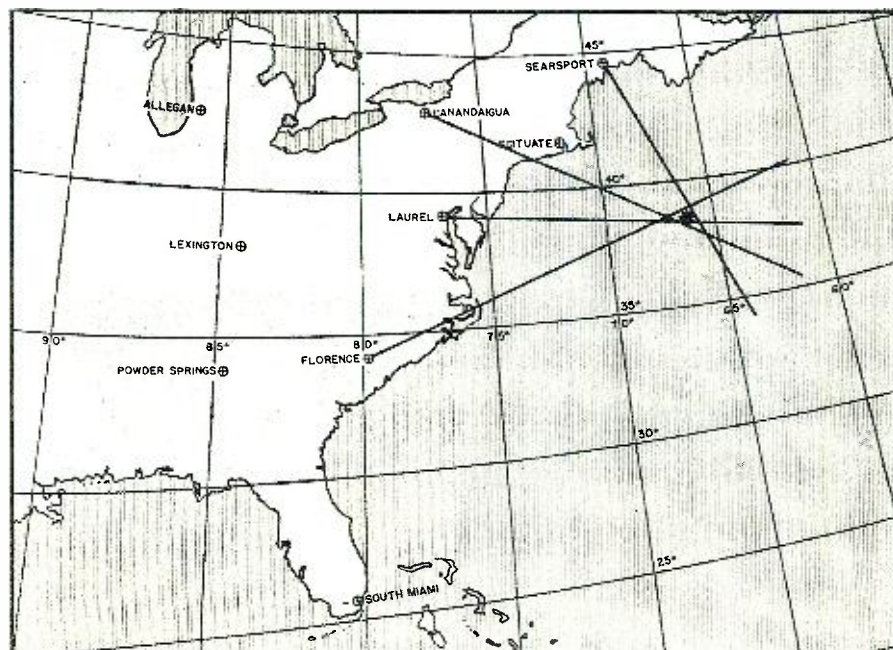 45°
SEARSPORT
ALLEGAN
CANANDAIGUA
SCITUATE
40°
LAUREL
LEXINGTON
60°
65°
35°
70°
75°
90°
85°
80°
FLORENCE
POWDER SPRINGS
30°
25°
SOUTH MIAMI